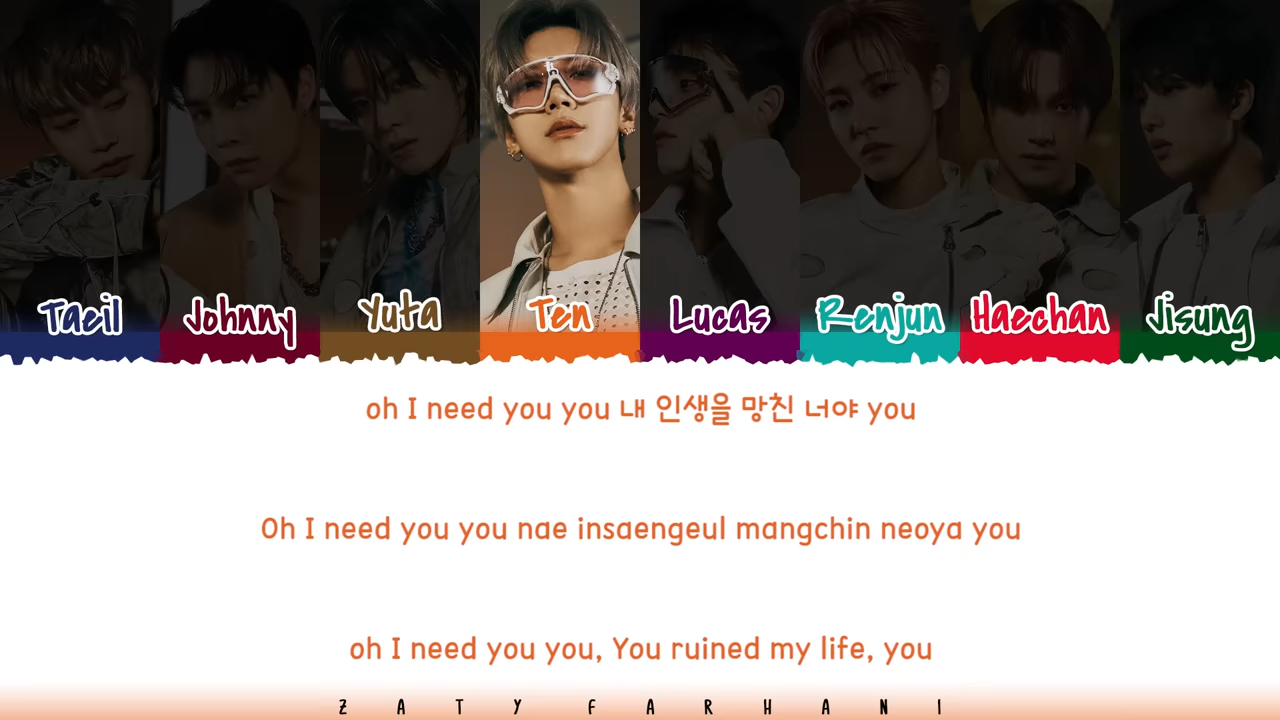 Taeil Johnny Yuta Ten Lucas Renjun Haechan Jisung
oh I need you you 내 인생을 망친 너야 you
Oh I need you you nae insaengeul mangchin neoya you
oh I need you you, You ruined my life, you
ZATY FARHANI